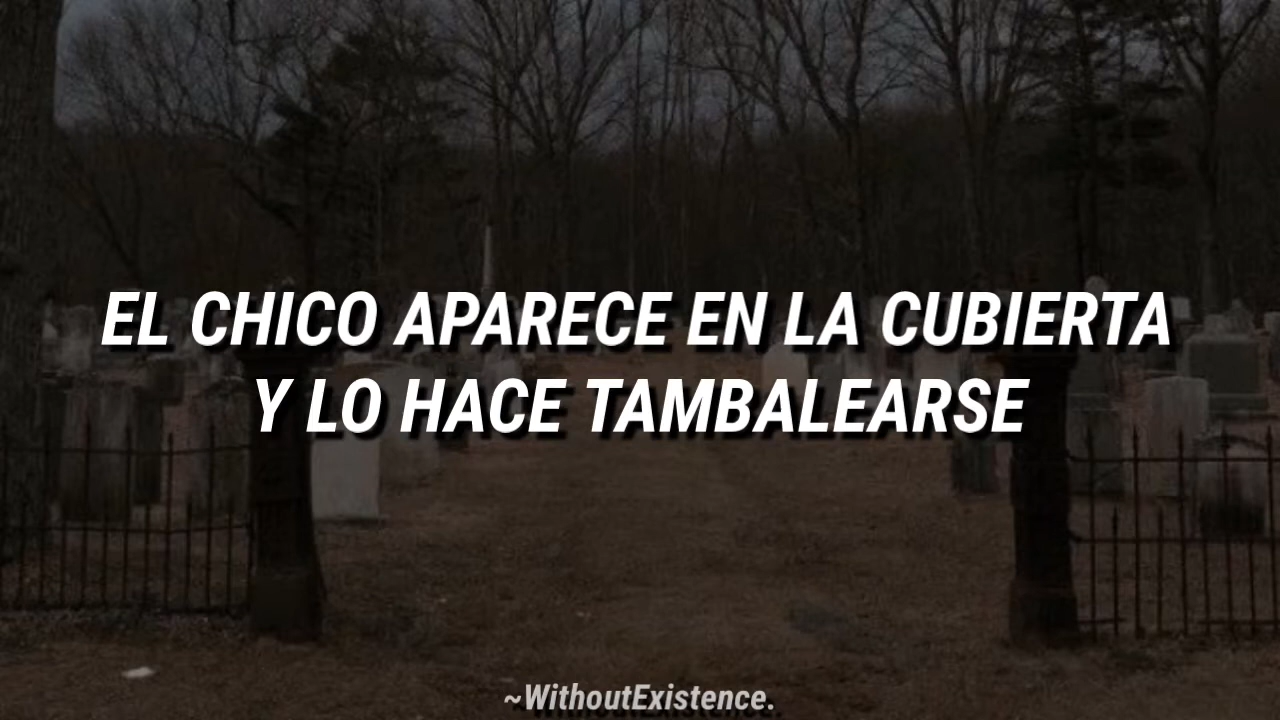 EL CHICO APARECE EN LA CUBIERTA
Y LO HACE TAMBALEARSE
~WithoutExistence.